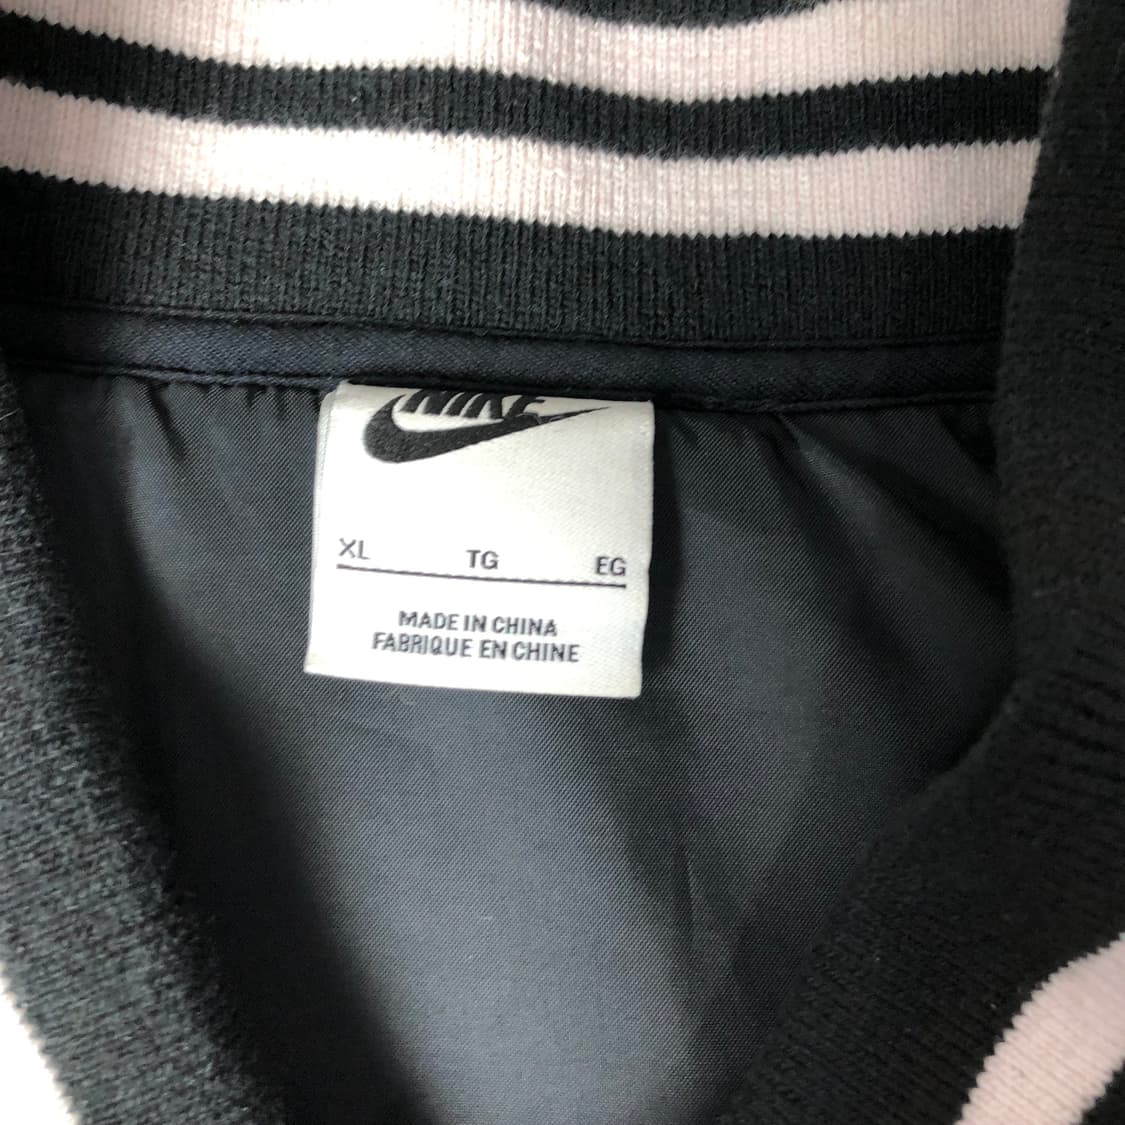 NIKE
XL TG EG
MADE IN CHINA
FABRIQUE EN CHINE